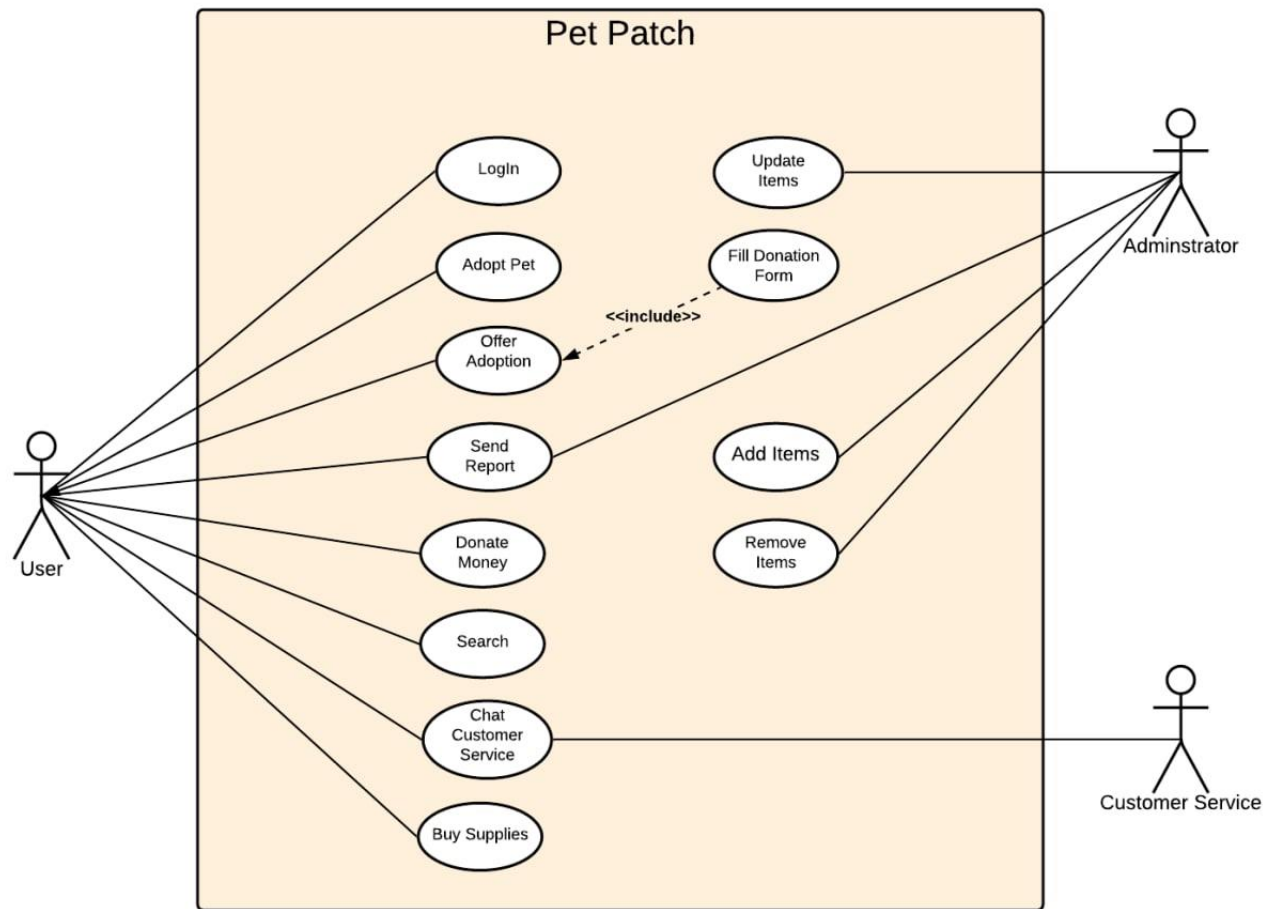 Pet Patch
LogIn
Update
Items
Adminstrator
Adopt Pet
Fill Donation
Form
<<include>>
Offer
Adoption
Send
Report
Add Items
User
Donate
Money
Remove
Items
Search
Chat
Customer
Service
Customer Service
Buy Supplies